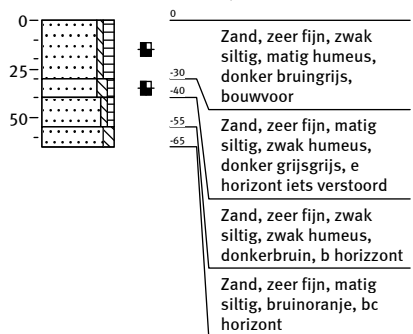 0
25
50
0
Zand, zeer fijn, zwak
siltig, matig humeus,
donker bruingrijs,
bouwvoor
-30
Zand, zeer fijn, matig
siltig, zwak humeus,
donker grijsgrijs, e
horizont iets verstoord
-40
Zand, zeer fijn, zwak
siltig, zwak humeus,
donkerbruin, b horizzont
-55
Zand, zeer fijn, matig
siltig, bruinoranje, bc
horizont
-65